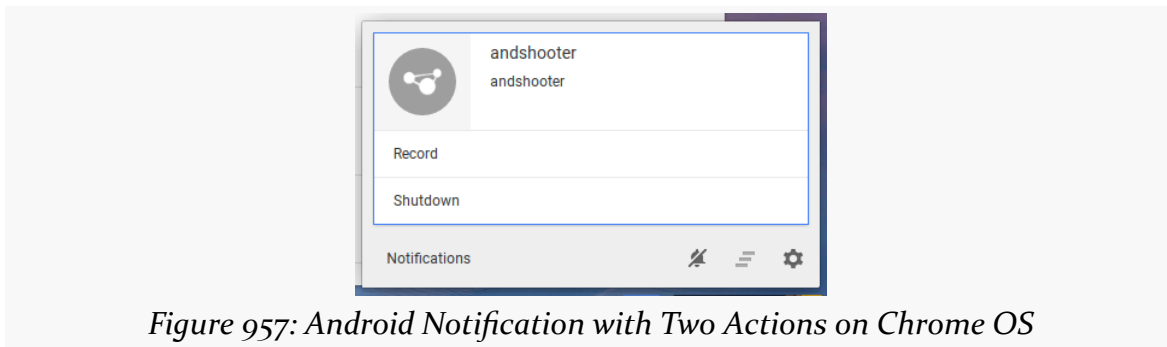 andshooter
andshooter
Record
Shutdown
Notifications
Figure 957: Android Notification with Two Actions on Chrome OS